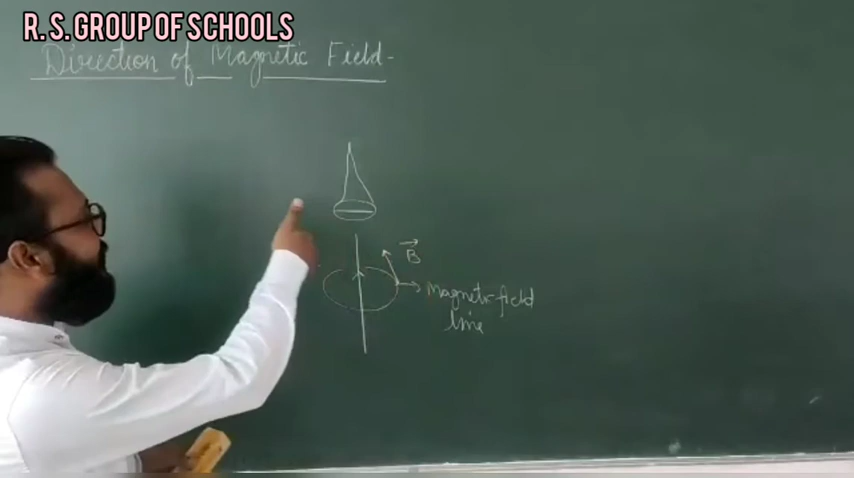 R. S. GROUP OF SCHOOLS
Direction of Magnetic Field-
B
Magnetic field
line